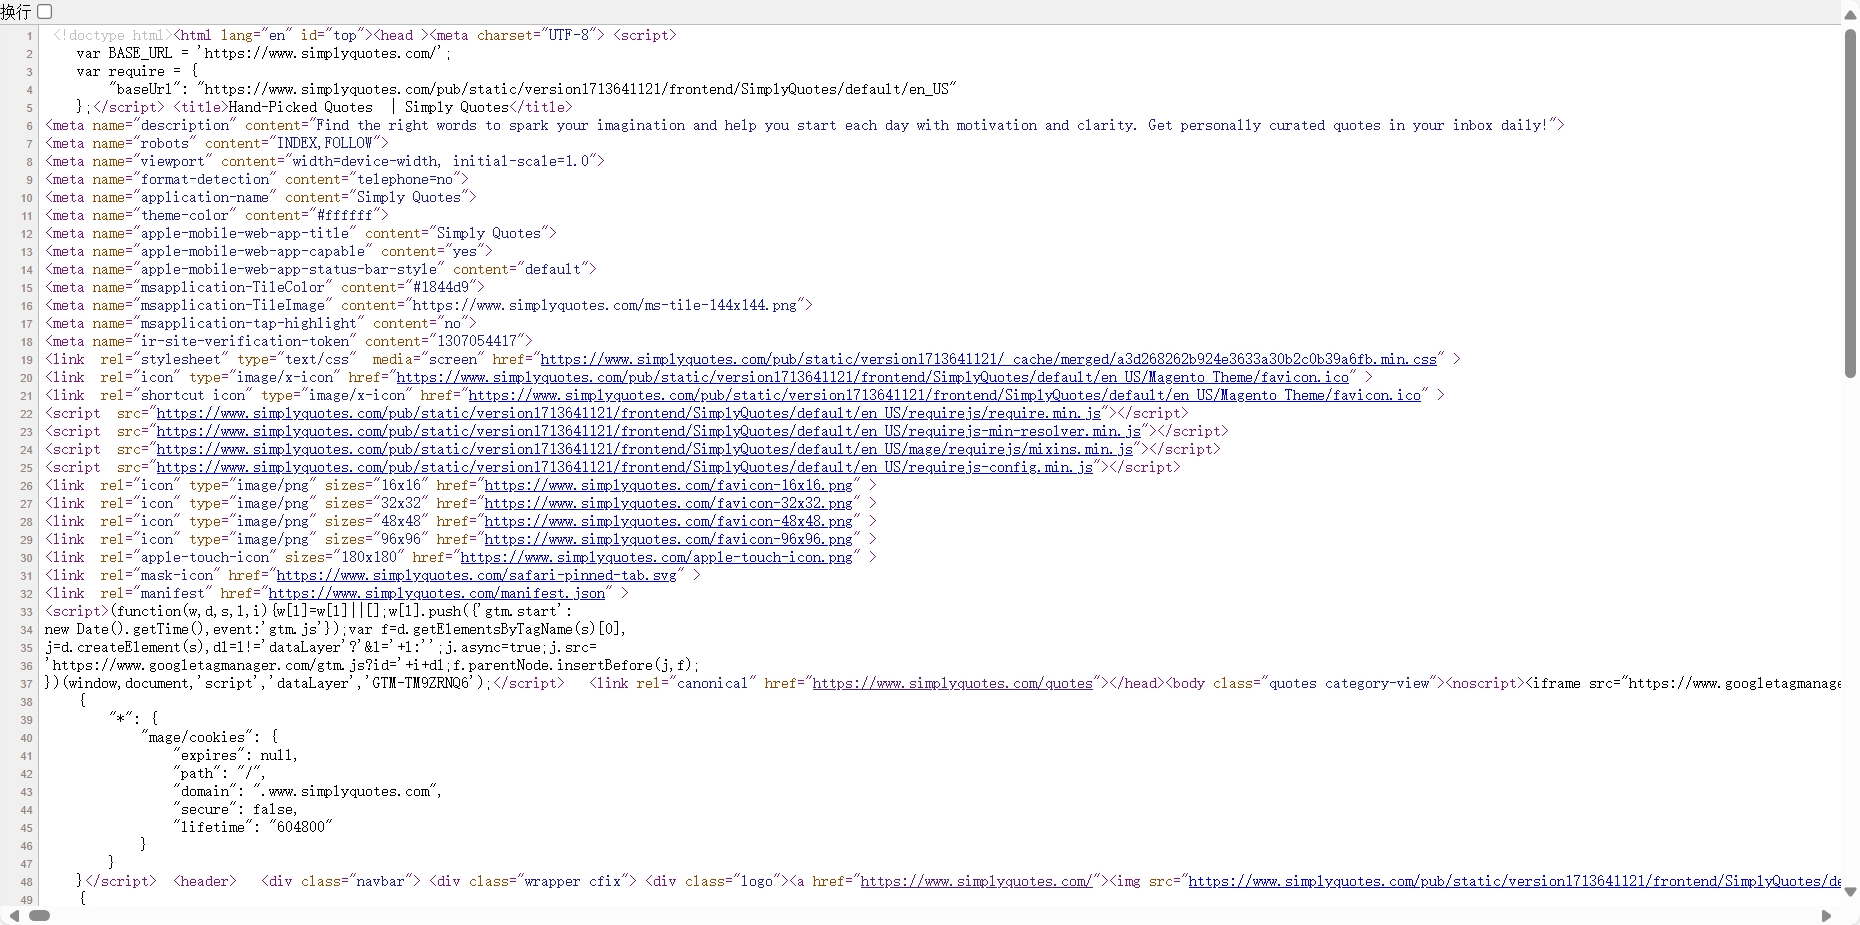 换行
1 <!doctype html><html lang="en" id="top"><head ><meta charset="UTF-8"> <script>
2 var BASE_URL = 'https://www.simplyquotes.com/';
3 var require = {
4 "baseUrl": "https://www.simplyquotes.com/pub/static/version1713641121/frontend/SimplyQuotes/default/en_US"
5 };</script> <title>Hand-Picked Quotes | Simply Quotes</title>
6 <meta name="description" content="Find the right words to spark your imagination and help you start each day with motivation and clarity. Get personally curated quotes in your inbox daily!">
7 <meta name="robots" content="INDEX,FOLLOW">
8 <meta name="viewport" content="width=device-width, initial-scale=1.0">
9 <meta name="format-detection" content="telephone=no">
10 <meta name="application-name" content="Simply Quotes">
11 <meta name="theme-color" content="#ffffff">
12 <meta name="apple-mobile-web-app-title" content="Simply Quotes">
13 <meta name="apple-mobile-web-app-capable" content="yes">
14 <meta name="apple-mobile-web-app-status-bar-style" content="default">
15 <meta name="msapplication-TileColor" content="#1844d9">
16 <meta name="msapplication-TileImage" content="https://www.simplyquotes.com/ms-tile-144x144.png">
17 <meta name="msapplication-tap-highlight" content="no">
18 <meta name="ir-site-verification-token" content="1307054417">
19 <link rel="stylesheet" type="text/css" media="screen" href="https://www.simplyquotes.com/pub/static/version1713641121/_cache/merged/a3d268262b924e3633a30b2c0b39a6fb.min.css" >
20 <link rel="icon" type="image/x-icon" href="https://www.simplyquotes.com/pub/static/version1713641121/frontend/SimplyQuotes/default/en_US/Magento_Theme/favicon.ico" >
21 <link rel="shortcut icon" type="image/x-icon" href="https://www.simplyquotes.com/pub/static/version1713641121/frontend/SimplyQuotes/default/en_US/Magento_Theme/favicon.ico" >
22 <script src="https://www.simplyquotes.com/pub/static/version1713641121/frontend/SimplyQuotes/default/en_US/requirejs/require.min.js"></script>
23 <script src="https://www.simplyquotes.com/pub/static/version1713641121/frontend/SimplyQuotes/default/en_US/requirejs-min-resolver.min.js"></script>
24 <script src="https://www.simplyquotes.com/pub/static/version1713641121/frontend/SimplyQuotes/default/en_US/mage/requirejs/mixins.min.js"></script>
25 <script src="https://www.simplyquotes.com/pub/static/version1713641121/frontend/SimplyQuotes/default/en_US/requirejs-config.min.js"></script>
26 <link rel="icon" type="image/png" sizes="16x16" href="https://www.simplyquotes.com/favicon-16x16.png" >
27 <link rel="icon" type="image/png" sizes="32x32" href="https://www.simplyquotes.com/favicon-32x32.png" >
28 <link rel="icon" type="image/png" sizes="48x48" href="https://www.simplyquotes.com/favicon-48x48.png" >
29 <link rel="icon" type="image/png" sizes="96x96" href="https://www.simplyquotes.com/favicon-96x96.png" >
30 <link rel="apple-touch-icon" sizes="180x180" href="https://www.simplyquotes.com/apple-touch-icon.png" >
31 <link rel="mask-icon" href="https://www.simplyquotes.com/safari-pinned-tab.svg" >
32 <link rel="manifest" href="https://www.simplyquotes.com/manifest.json" >
33 <script>(function(w,d,s,l,i){w[l]=w[l]||[];w[l].push({'gtm.start':
34 new Date().getTime(),event:'gtm.js'});var f=d.getElementsByTagName(s)[0],
35 j=d.createElement(s),dl=l!='dataLayer'?'&l='+l:'';j.async=true;j.src=
36 'https://www.googletagmanager.com/gtm.js?id='+i+dl;f.parentNode.insertBefore(j,f);
37 })(window,document,'script','dataLayer','GTM-TM9ZRNQ6');</script> <link rel="canonical" href="https://www.simplyquotes.com/quotes"></head><body class="quotes category-view"><noscript><iframe src="https://www.googletagmanage
38 {
39 "*": {
40 "mage/cookies": {
41 "expires": null,
42 "path": "/",
43 "domain": ".www.simplyquotes.com",
44 "secure": false,
45 "lifetime": "604800"
46 }
47 }
48 }</script> <header> <div class="navbar"> <div class="wrapper cfix"> <div class="logo"><a href="https://www.simplyquotes.com/"><img src="https://www.simplyquotes.com/pub/static/version1713641121/frontend/SimplyQuotes/de
49 {